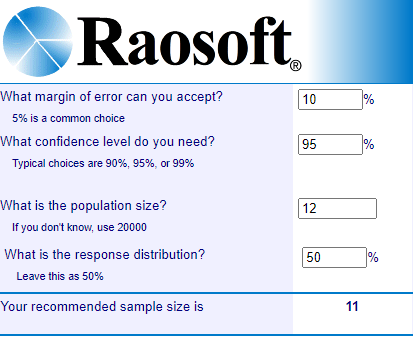 Raosoft®
What margin of error can you accept?
10 %
5% is a common choice
What confidence level do you need?
95 %
Typical choices are 90%, 95%, or 99%
What is the population size?
12
If you don't know, use 20000
What is the response distribution?
50 %
Leave this as 50%
Your recommended sample size is
11